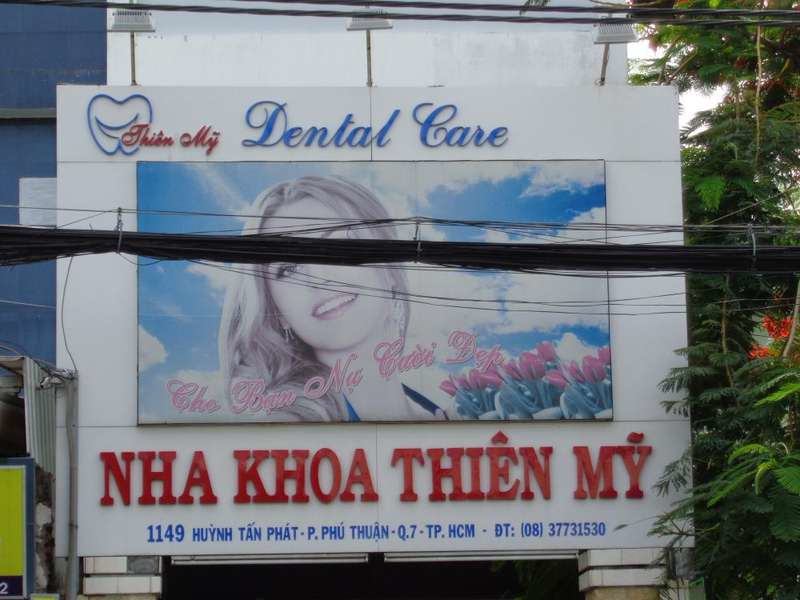 Thiên Mỹ Dental Care
Cho Bạn Nụ Cười Đẹp
NHA KHOA THIÊN MỸ
1149 HUỲNH TẤN PHÁT - P. PHÚ THUẬN - Q.7 - TP. HCM - ĐT: (08) 37731530
2